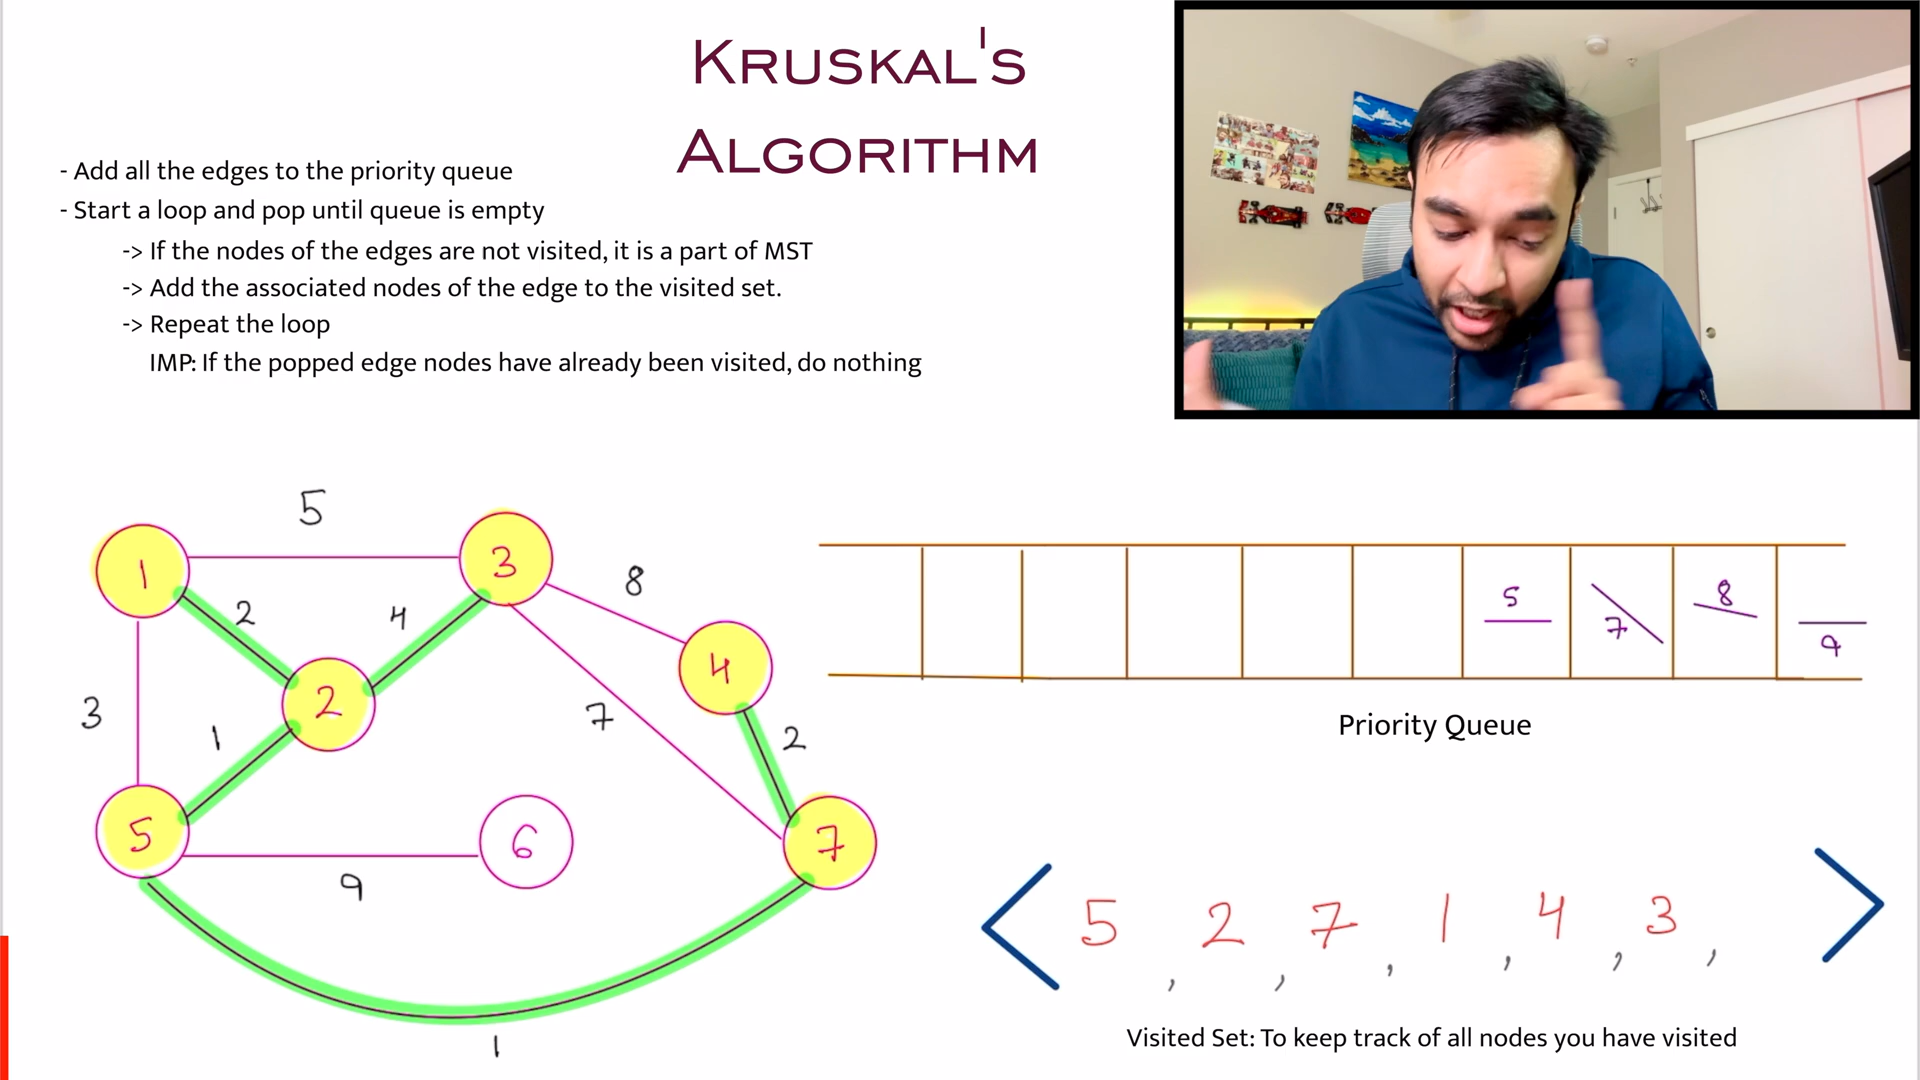 KRUSKAL'S
ALGORITHM
- Add all the edges to the priority queue
- Start a loop and pop until queue is empty
-> If the nodes of the edges are not visited, it is a part of MST
-> Add the associated nodes of the edge to the visited set.
-> Repeat the loop
IMP: If the popped edge nodes have already been visited, do nothing
5
1
3
8
2
4
4
2
3
1
7
2
5
6
7
9
1
5
7
8
9
Priority Queue
< 5 , 2 , 7 , 1 , 4 , 3 , >
Visited Set: To keep track of all nodes you have visited